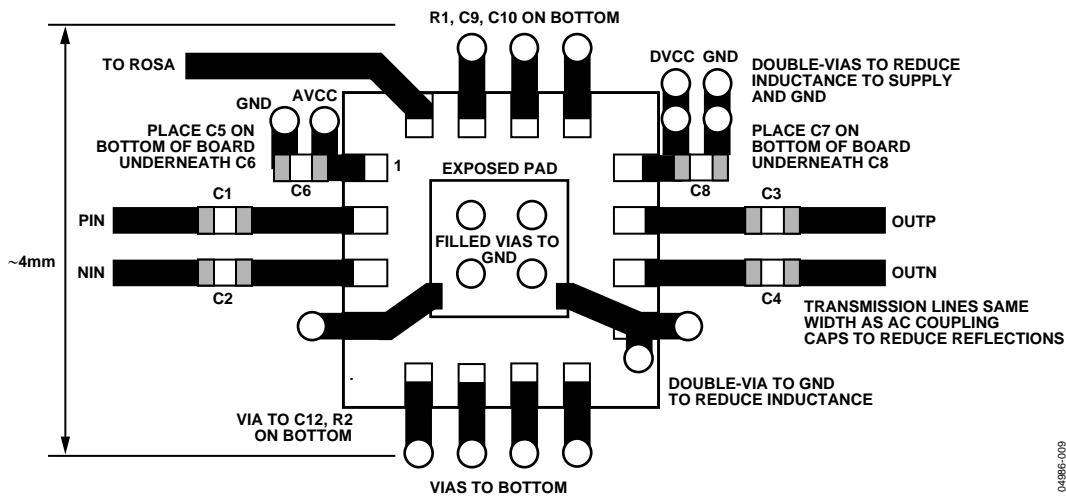 R1, C9, C10 ON BOTTOM
TO ROSA
DVCC GND
DOUBLE-VIAS TO REDUCE
INDUCTANCE TO SUPPLY
AND GND
GND AVCC
PLACE C5 ON
BOTTOM OF BOARD
UNDERNEATH C6
PLACE C7 ON
BOTTOM OF BOARD
UNDERNEATH C8
1
EXPOSED PAD
C6
C8
C1
C3
PIN
OUTP
FILLED VIAS TO
GND
~4mm
NIN
OUTN
C2
C4
TRANSMISSION LINES SAME
WIDTH AS AC COUPLING
CAPS TO REDUCE REFLECTIONS
DOUBLE-VIA TO GND
TO REDUCE INDUCTANCE
VIA TO C12, R2
ON BOTTOM
VIAS TO BOTTOM
04986-009